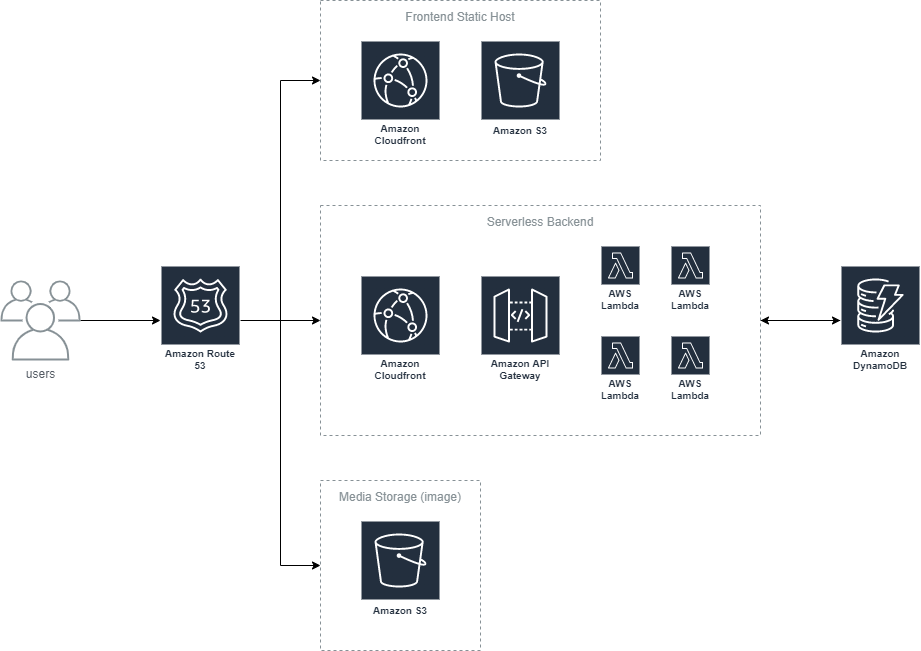 Frontend Static Host
Amazon
Cloudfront
Amazon S3
Serverless Backend
users
53
Amazon Route
53
Amazon
Cloudfront
</>
Amazon API
Gateway
AWS
Lambda
AWS
Lambda
AWS
Lambda
AWS
Lambda
Amazon
DynamoDB
Media Storage (image)
Amazon S3